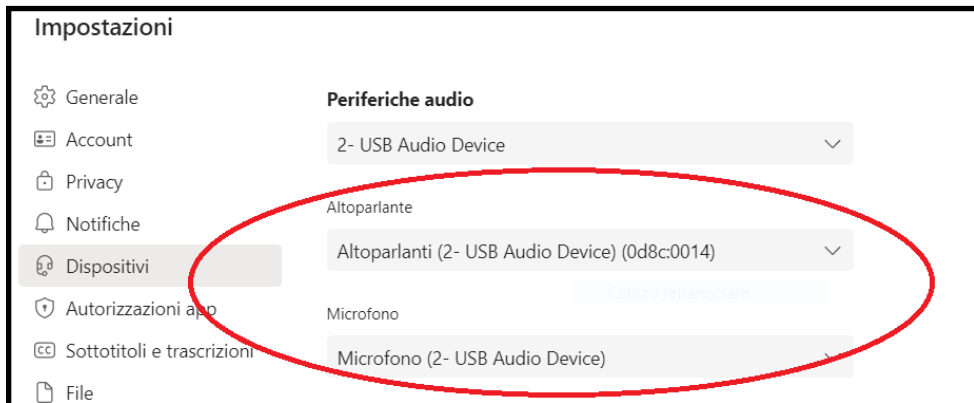 Impostazioni
Generale
Account
Privacy
Notifiche
Dispositivi
Autorizzazioni app
CC Sottotitoli e trascrizioni
File
Periferiche audio
2- USB Audio Device
Altoparlante
Altoparlanti (2- USB Audio Device) (0d8c:0014)
Cattura rettangolare
Microfono
Microfono (2- USB Audio Device)